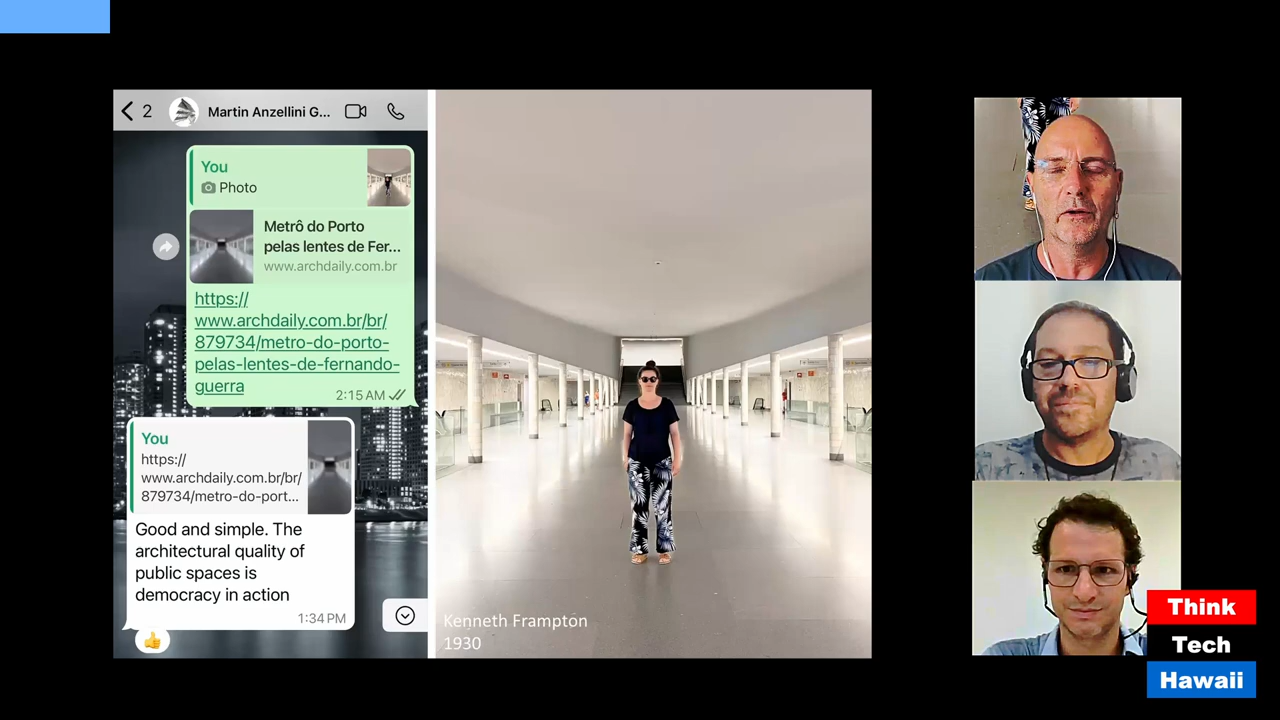 2
Martin Anzellini G...
You
Photo
Metrô do Porto
pelas lentes de Fer...
www.archdaily.com.br
https://
www.archdaily.com.br/br/
879734/metro-do-porto-
pelas-lentes-de-fernando-
guerra
2:15 AM
You
https://
www.archdaily.com.br/br/
879734/metro-do-port...
Good and simple. The
architectural quality of
public spaces is
democracy in action
1:34 PM
Kenneth Frampton
1930
Think
Tech
Hawaii